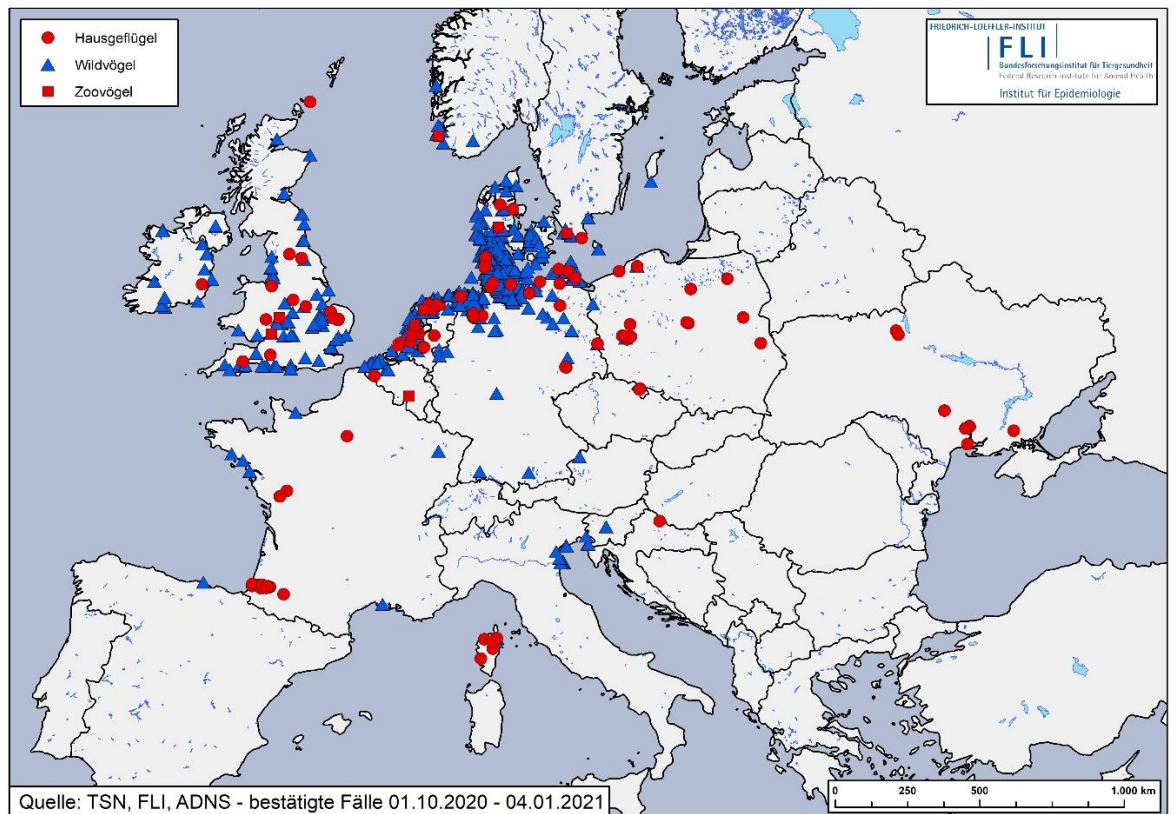 Hausgeflügel
Wildvögel
Zoovögel
FRIEDRICH-LOEFFLER-INSTITUT
FLI
Bundesforschungsinstitut für Tiergesundheit
Federal Research Institute for Animal Health
Institut für Epidemiologie
Quelle: TSN, FLI, ADNS - bestätigte Fälle 01.10.2020 - 04.01.2021
0 250 500 1.000 km